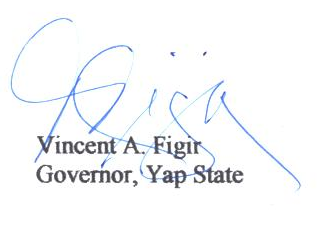 Vincent A. Figir
Governor, Yap State